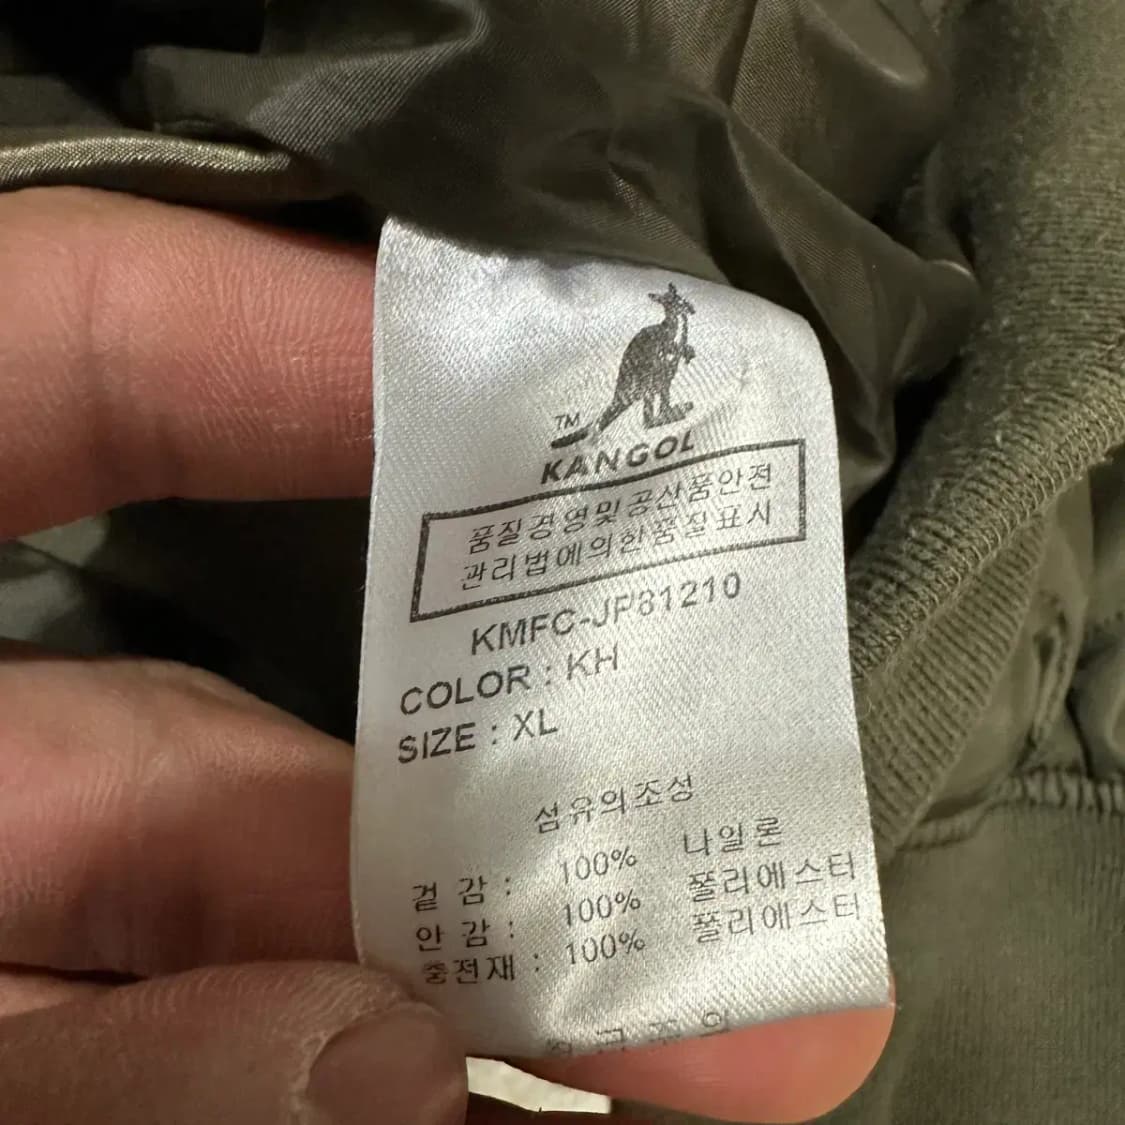 TM
KANGOL
품질경영및공산품안전
관리법에의한품질표시
KMFC-JP81210
COLOR : KH
SIZE : XL
섬유의조성
겉 감 : 100% 나일론
안 감 : 100% 폴리에스터
충전재 : 100% 폴리에스터